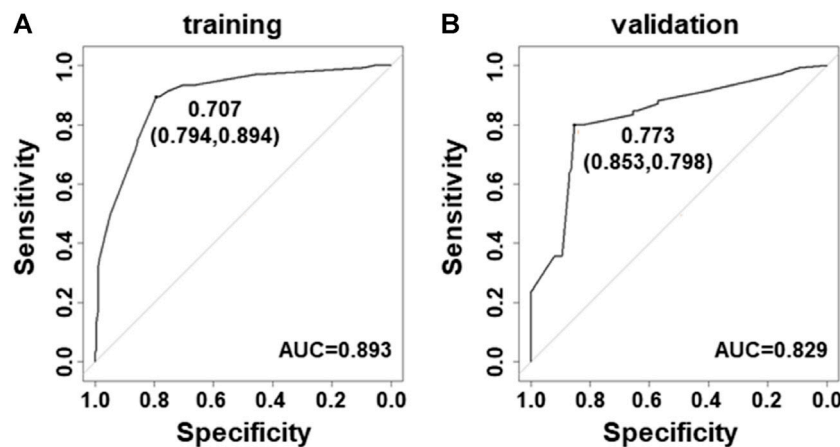 A training
Sensitivity
1.0
0.8
0.6
0.4
0.2
0.0
0.707
(0.794,0.894)
AUC=0.893
1.0 0.8 0.6 0.4 0.2 0.0
Specificity
B validation
Sensitivity
1.0
0.8
0.6
0.4
0.2
0.0
0.773
(0.853,0.798)
AUC=0.829
1.0 0.8 0.6 0.4 0.2 0.0
Specificity